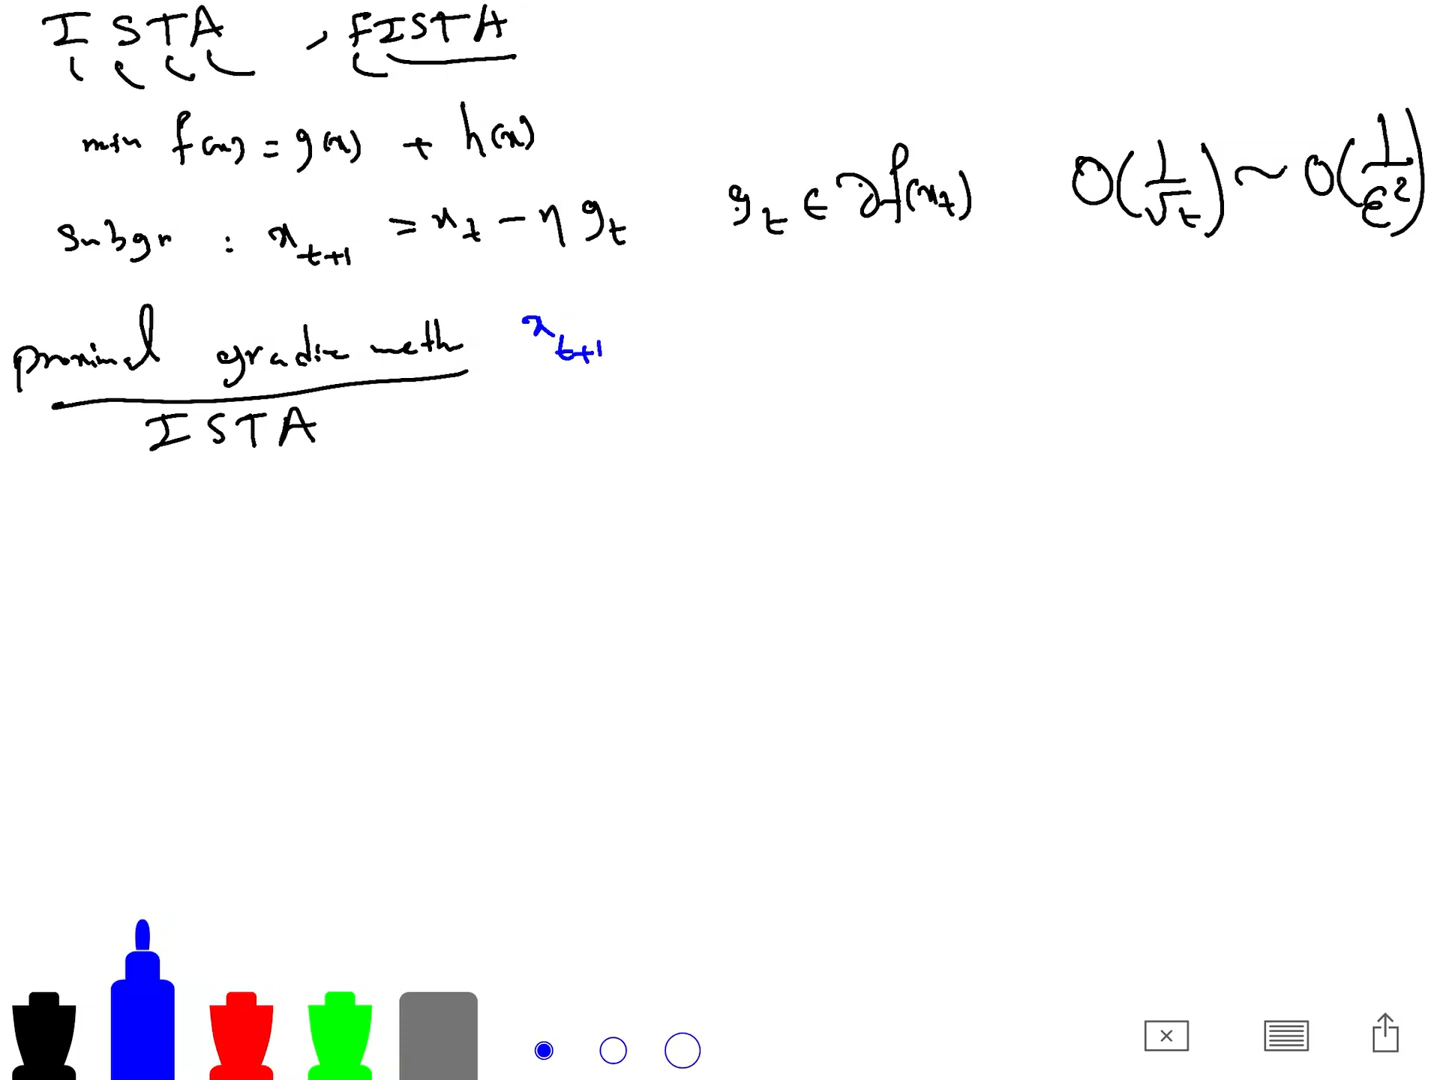 ISTA , FISTA
min f(x) = g(x) + h(x)
subgr : x_{t+1} = x_t - η g_t    g_t ∈ ∂f(x_t)    O(1/√t) ~ O(1/ε²)
proximal gradie meth    x_{t+1}
ISTA